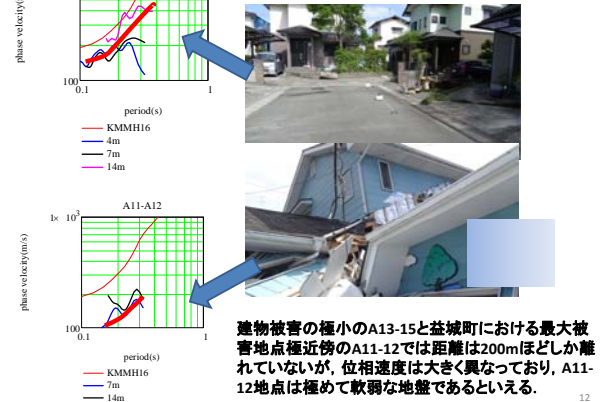 phase velocity(m/s)
100
0.1
1
period(s)
KMMH16
4m
7m
14m
A11-A12
1× 10³
phase velocity(m/s)
100
0.1
1
period(s)
KMMH16
7m
14m
建物被害の極小のA13-15と益城町における最大被
害地点極近傍のA11-12では距離は200mほどしか離
れていないが，位相速度は大きく異なっており，A11-
12地点は極めて軟弱な地盤であるといえる．
12